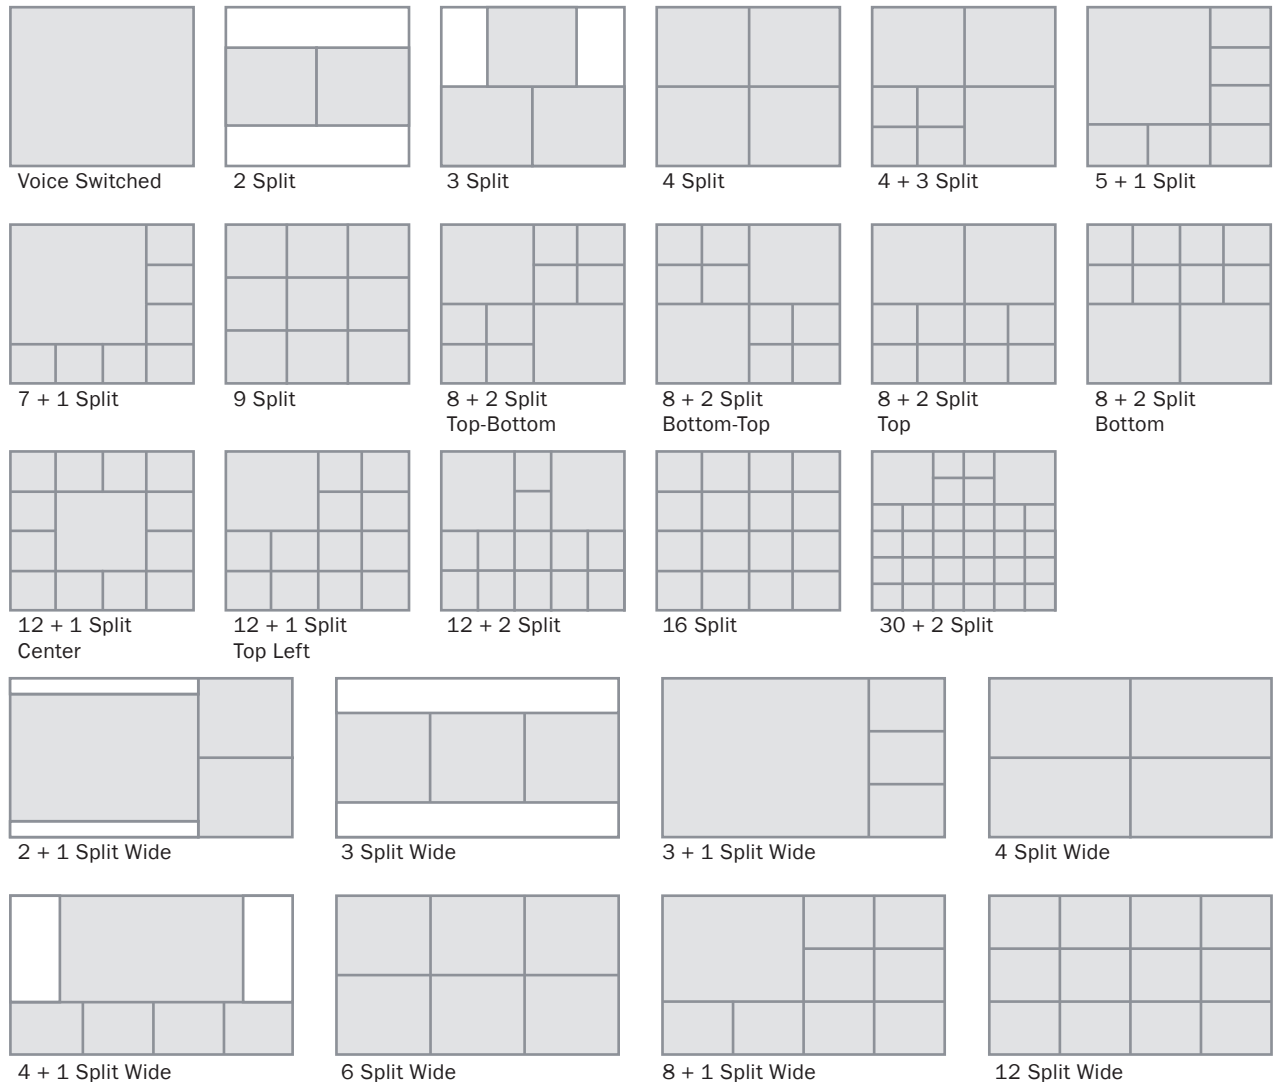 Voice Switched
2 Split
3 Split
4 Split
4 + 3 Split
5 + 1 Split
7 + 1 Split
9 Split
8 + 2 Split
Top-Bottom
8 + 2 Split
Bottom-Top
8 + 2 Split
Top
8 + 2 Split
Bottom
12 + 1 Split
Center
12 + 1 Split
Top Left
12 + 2 Split
16 Split
30 + 2 Split
2 + 1 Split Wide
3 Split Wide
3 + 1 Split Wide
4 Split Wide
4 + 1 Split Wide
6 Split Wide
8 + 1 Split Wide
12 Split Wide